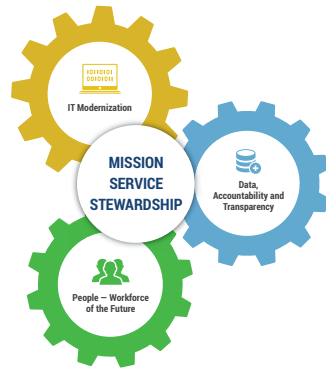 IT Modernization
MISSION
SERVICE
STEWARDSHIP
Data,
Accountability and
Transparency
People — Workforce
of the Future